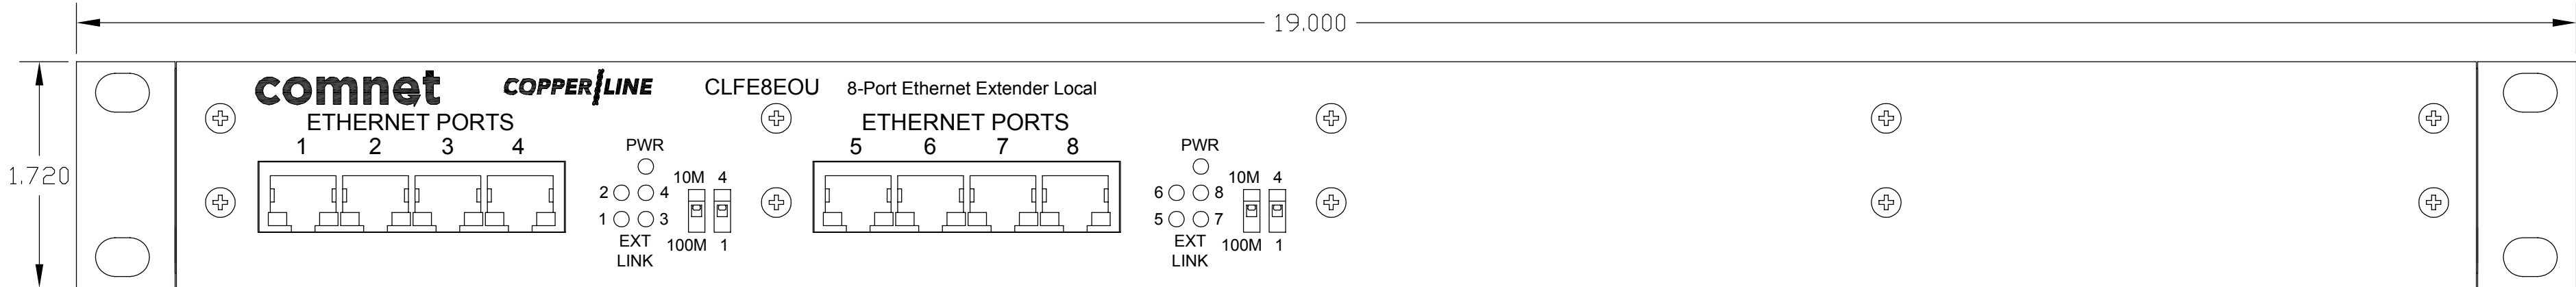 19.000
1.720
comnet COPPER LINE CLFE8EOU 8-Port Ethernet Extender Local
ETHERNET PORTS
1 2 3 4
PWR
10M 4
2 4
1 3
EXT
LINK
100M 1
ETHERNET PORTS
5 6 7 8
PWR
10M 4
6 8
5 7
EXT
LINK
100M 1